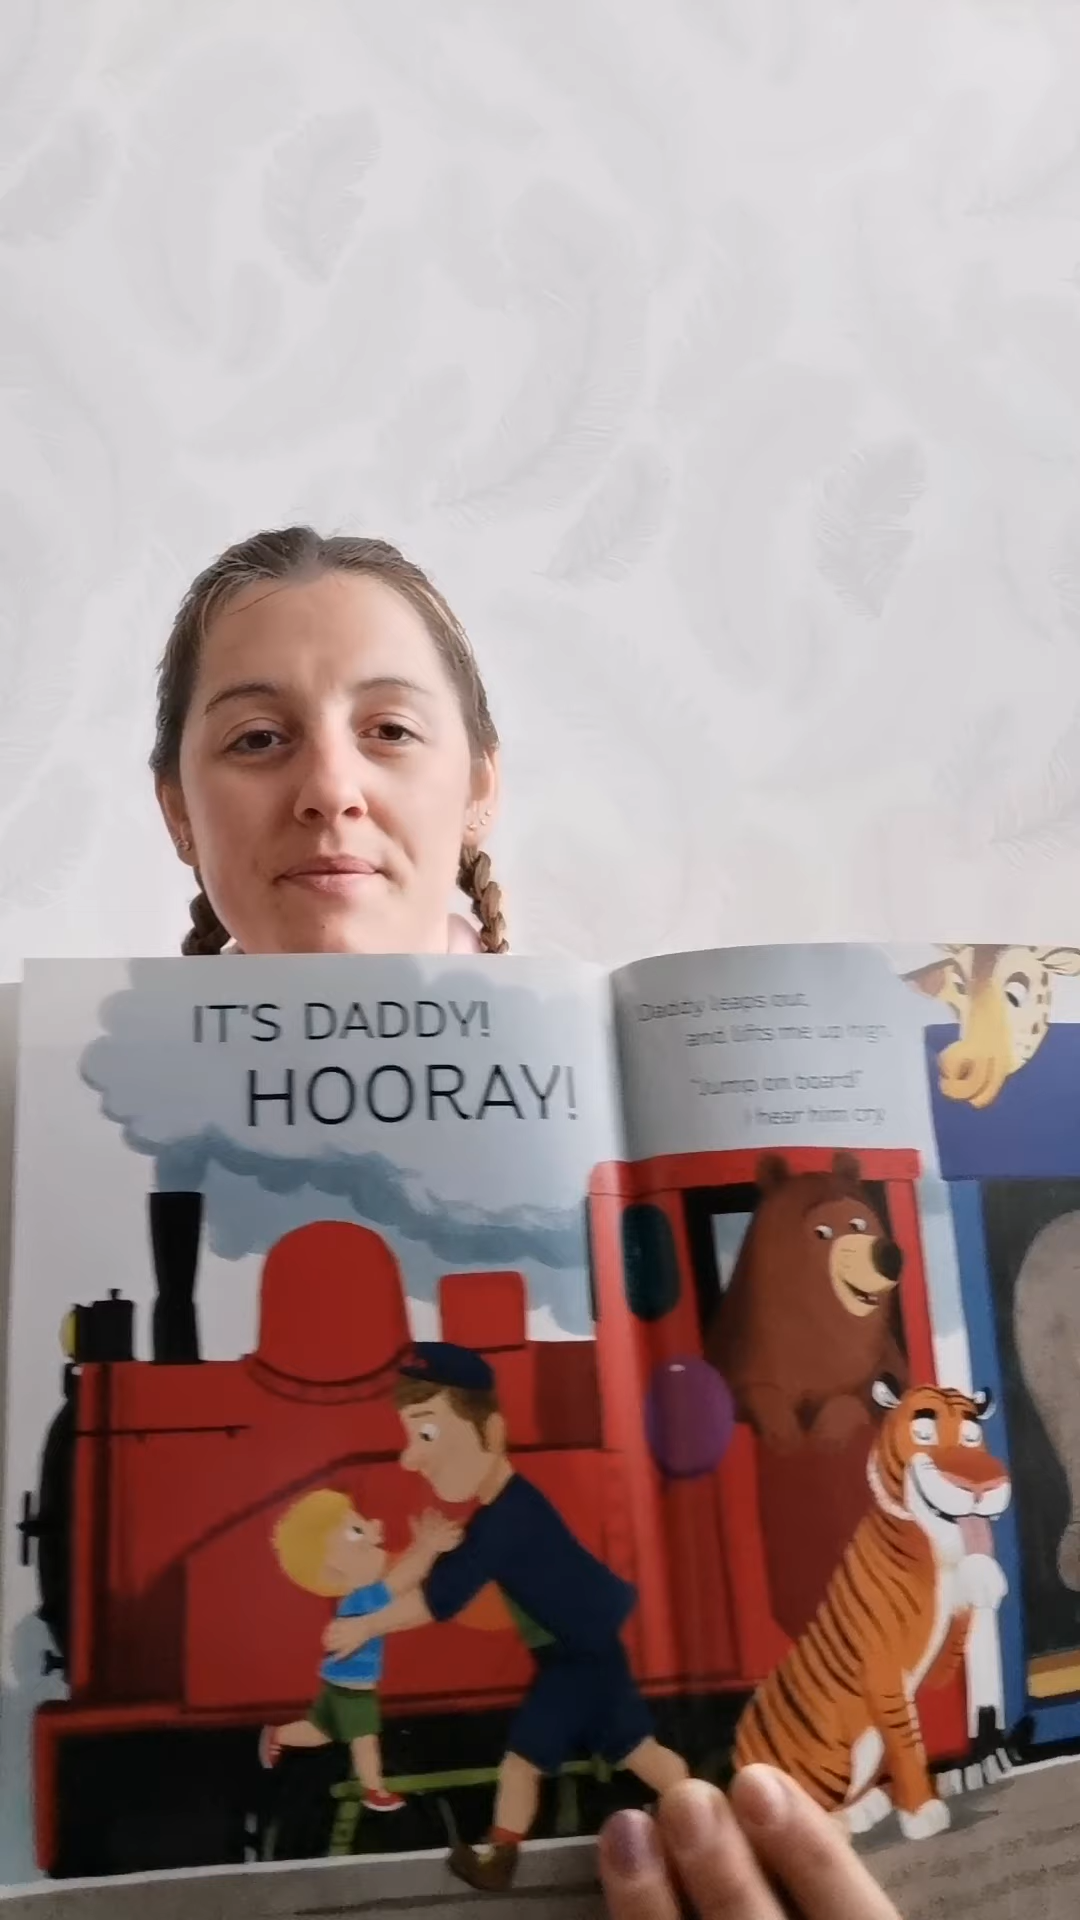 IT'S DADDY!
HOORAY!
Daddy leaps out,
and lifts me up high.
"Jump on board!"
I hear him cry.